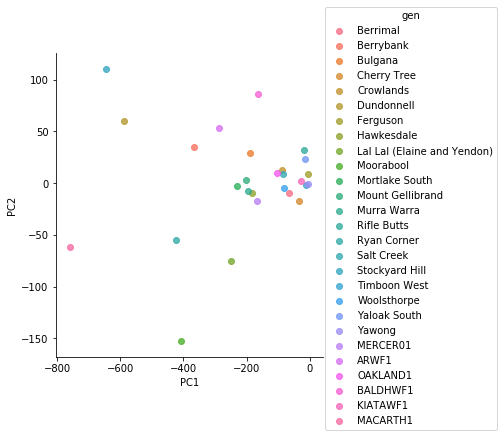 gen
Berrimal
Berrybank
Bulgana
Cherry Tree
Crowlands
Dundonnell
Ferguson
Hawkesdale
Lal Lal (Elaine and Yendon)
Moorabool
Mortlake South
Mount Gellibrand
Murra Warra
Rifle Butts
Ryan Corner
Salt Creek
Stockyard Hill
Timboon West
Woolsthorpe
Yaloak South
Yawong
MERCER01
ARWF1
OAKLAND1
BALDHWF1
KIATAWF1
MACARTH1
PC2
100
50
0
−50
−100
−150
−800
−600
−400
−200
0
PC1